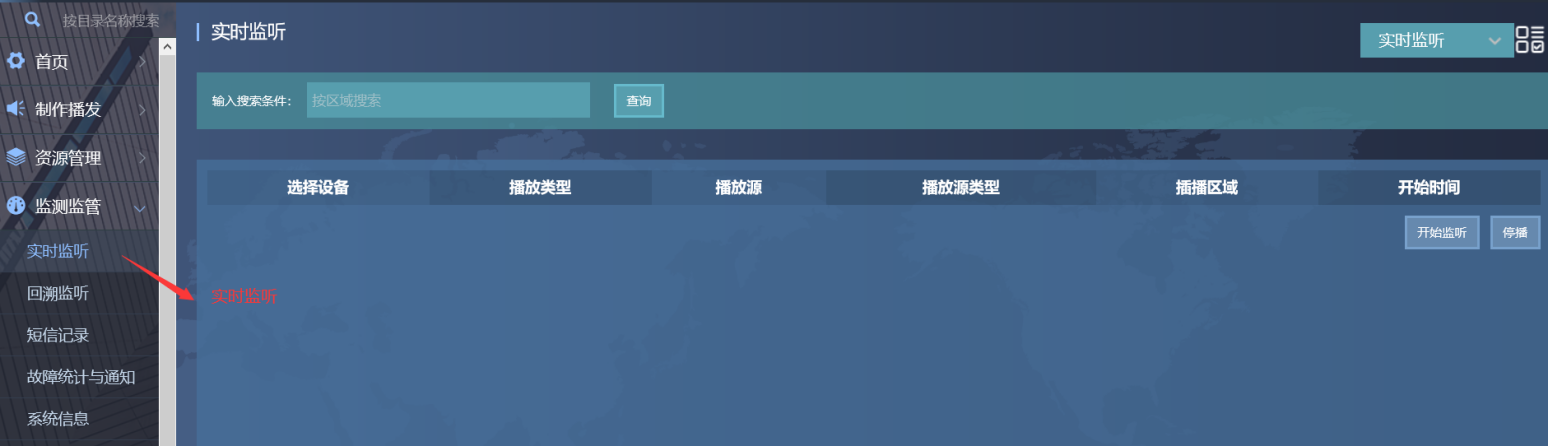 按目录名称搜索
首页
制作播发
资源管理
监测监管
实时监听
回溯监听
短信记录
故障统计与通知
系统信息
实时监听
实时监听
输入搜索条件：
按区域搜索
查询
选择设备 播放类型 播放源 播放源类型 插播区域 开始时间
开始监听 停播
实时监听